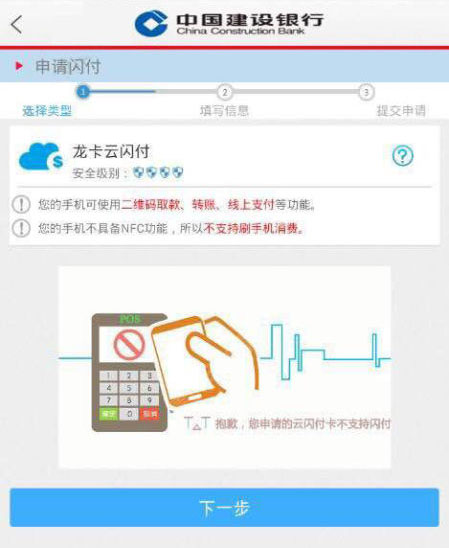 中国建设银行
China Construction Bank
申请闪付
1 2 3
选择类型 填写信息 提交申请
龙卡云闪付
安全级别：
$
?
! 您的手机可使用二维码取款、转账、线上支付等功能。
! 您的手机不具备NFC功能，所以不支持刷手机消费。
POS
1 2 3
4 5 6
7 8 9
0
T△T 抱歉，您申请的云闪付卡不支持闪付
下一步